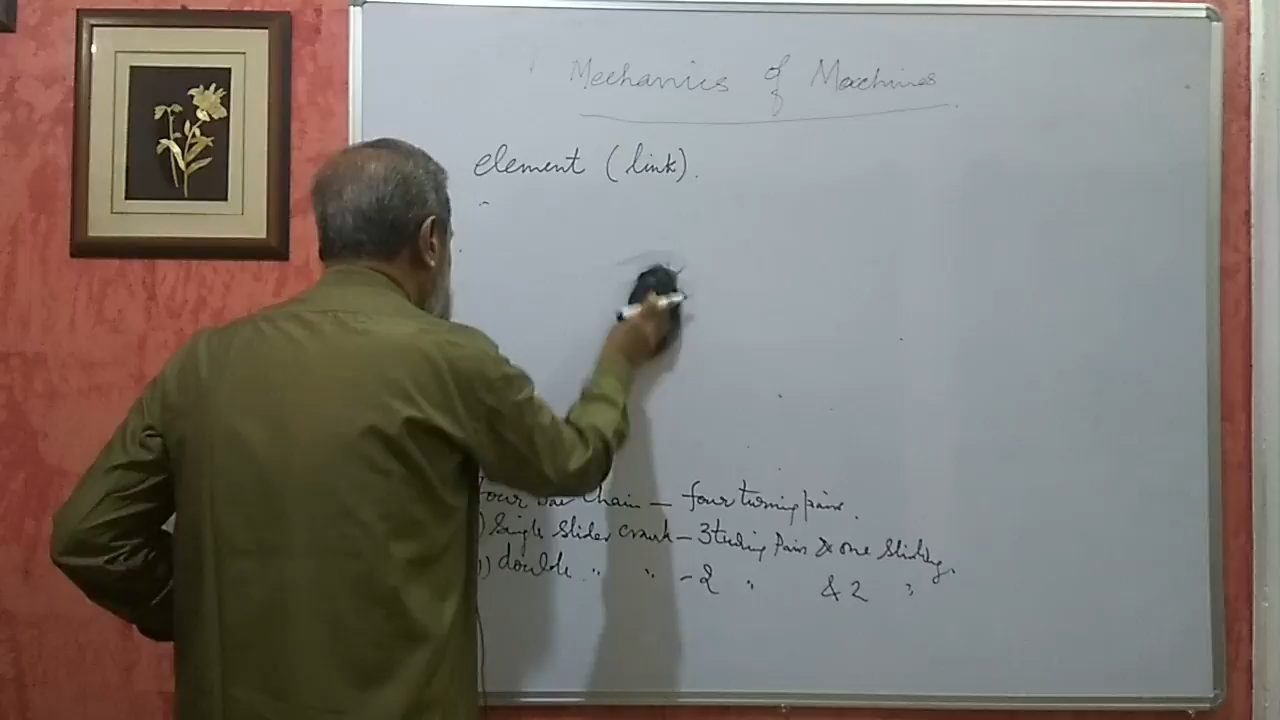 Mechanics of Machines
element (link).
four bar Chain — four turning pairs.
) Single slider crank — 3 turning Pairs & one Sliding,
) double " " - 2 " & 2 "